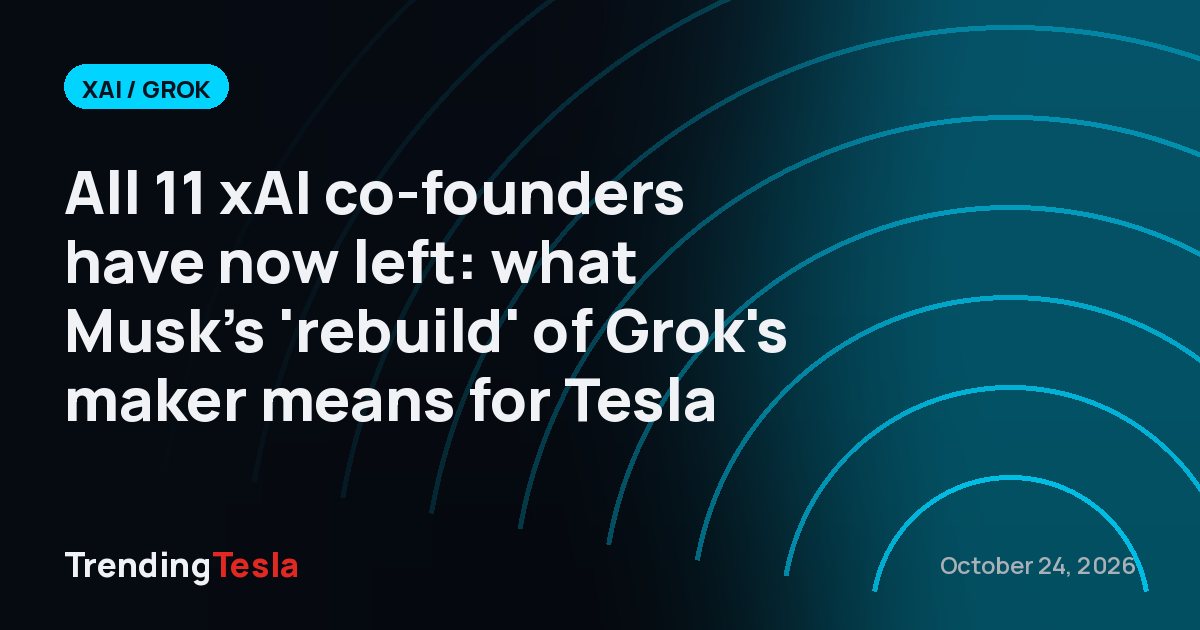 XAI / GROK
All 11 xAI co-founders
have now left: what
Musk’s 'rebuild' of Grok's
maker means for Tesla
TrendingTesla
October 24, 2026